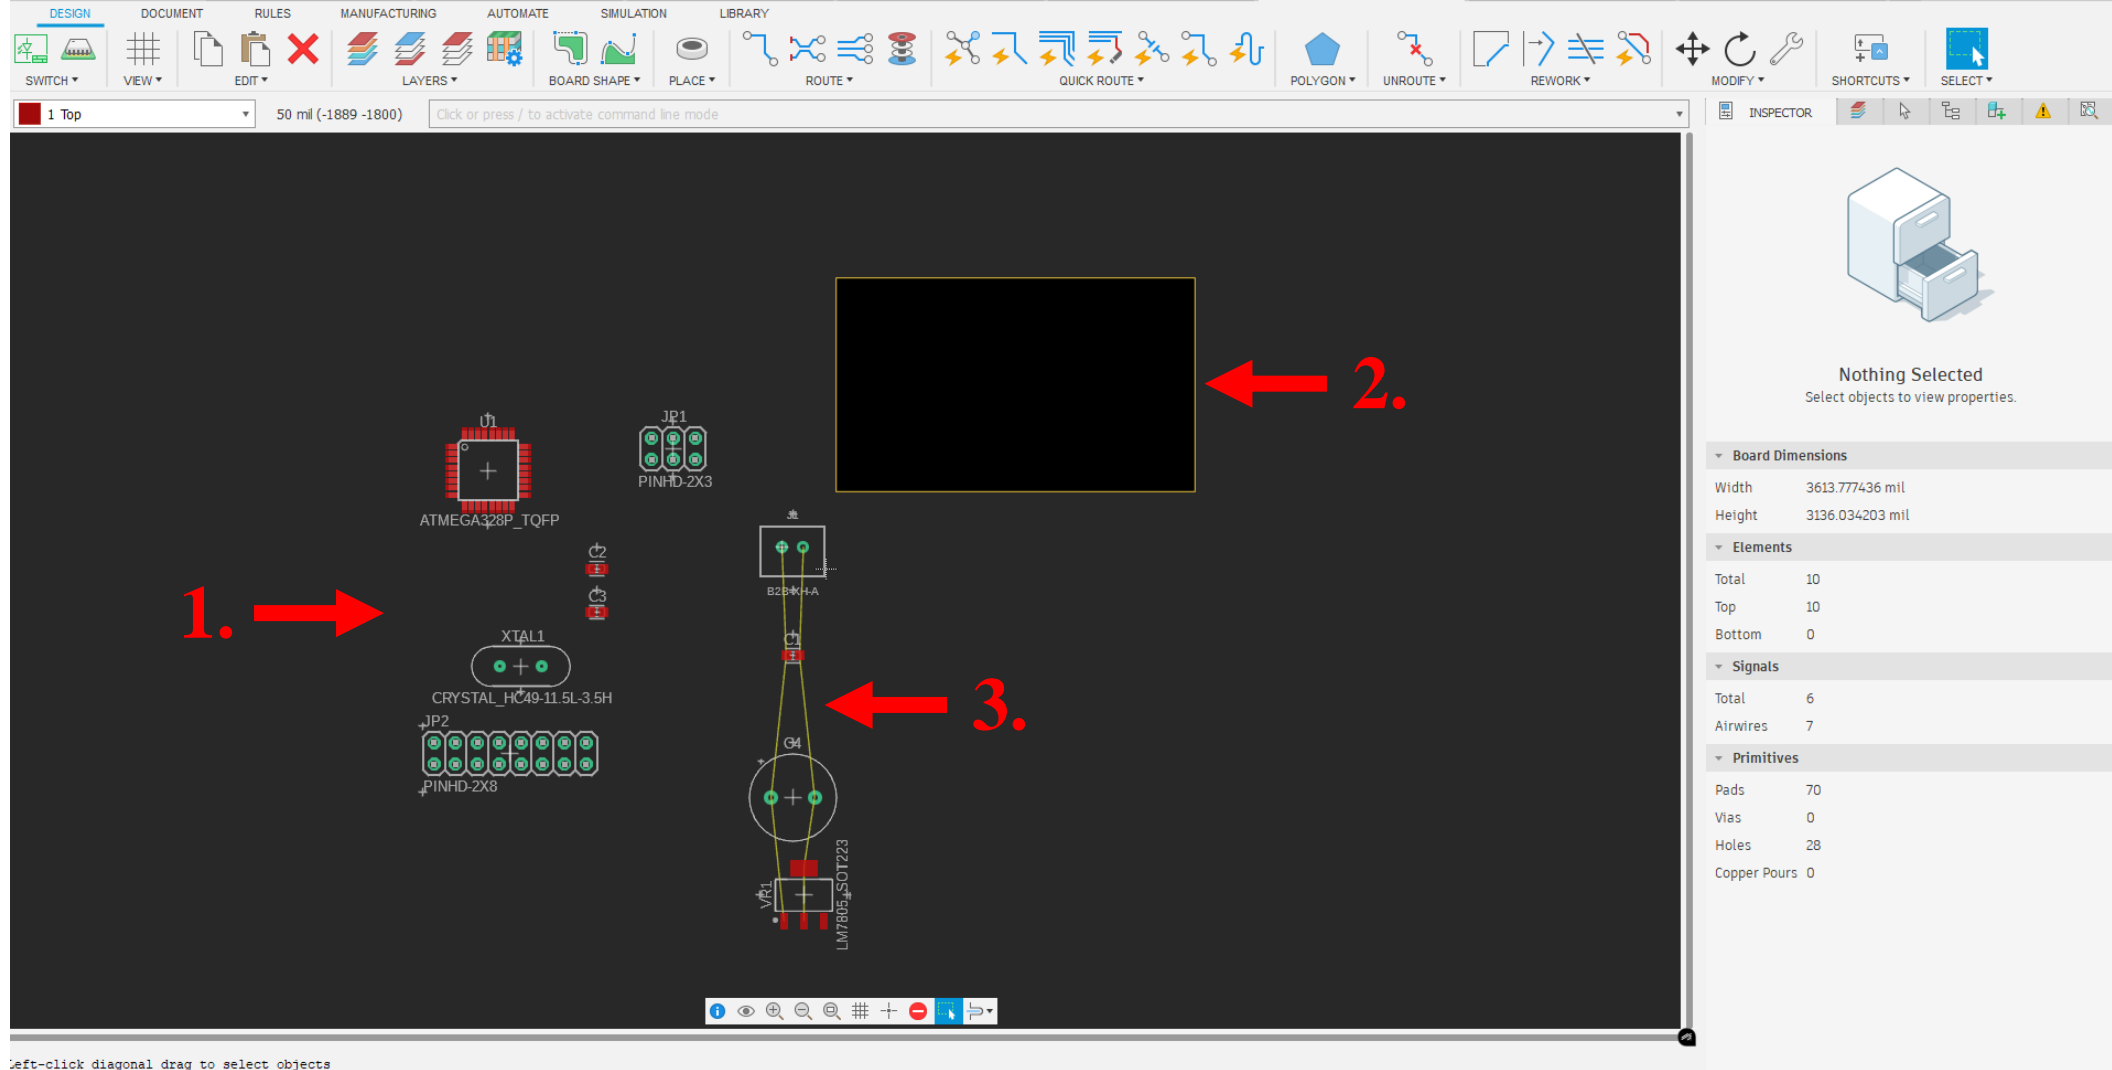 DESIGN DOCUMENT RULES MANUFACTURING AUTOMATE SIMULATION LIBRARY
SWITCH VIEW EDIT LAYERS BOARD SHAPE PLACE ROUTE QUICK ROUTE POLYGON UNROUTE REWORK MODIFY SHORTCUTS SELECT
1 Top 50 mil (-1889 -1800) Click or press / to activate command line mode
INSPECTOR
Nothing Selected
Select objects to view properties.
Board Dimensions
Width 3613.777436 mil
Height 3136.034203 mil
Elements
Total 10
Top 10
Bottom 0
Signals
Total 6
Airwires 7
Primitives
Pads 70
Vias 0
Holes 28
Copper Pours 0
2.
U1
ATMEGA328P_TQFP
JP1
PINHD-2X3
B2B-XH-A
C2
C3
1.
XTAL1
CRYSTAL_HC49-11.5L-3.5H
C1
3.
JP2
PINHD-2X8
C4
VR1
LM7805_SOT223
Left-click diagonal drag to select objects